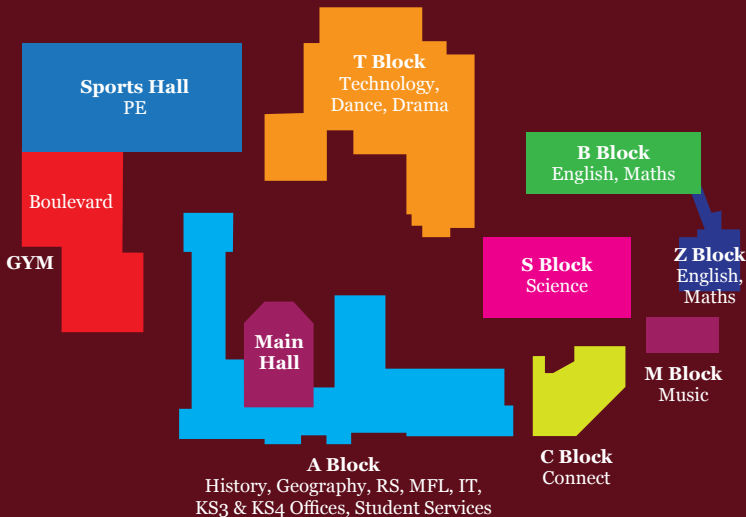 T Block
Technology,
Dance, Drama
Sports Hall
PE
B Block
English, Maths
Boulevard
GYM
S Block
Science
Z Block
English,
Maths
Main
Hall
M Block
Music
A Block
History, Geography, RS, MFL, IT,
KS3 & KS4 Offices, Student Services
C Block
Connect